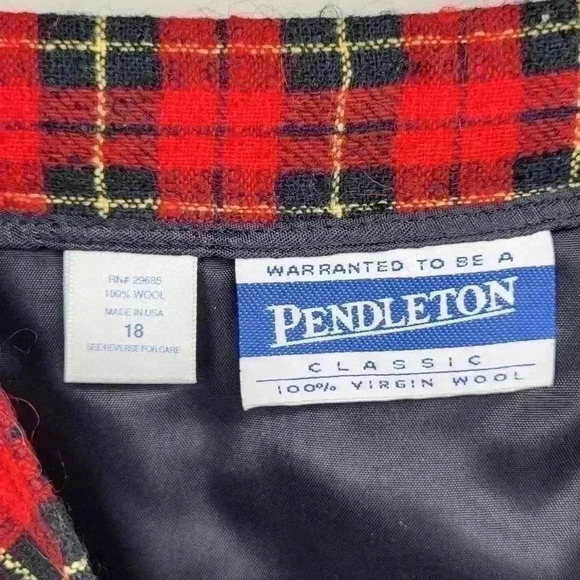 RN# 29685
100% WOOL
MADE IN USA
18
SEE REVERSE FOR CARE
WARRANTED TO BE A
PENDLETON
CLASSIC
100% VIRGIN WOOL